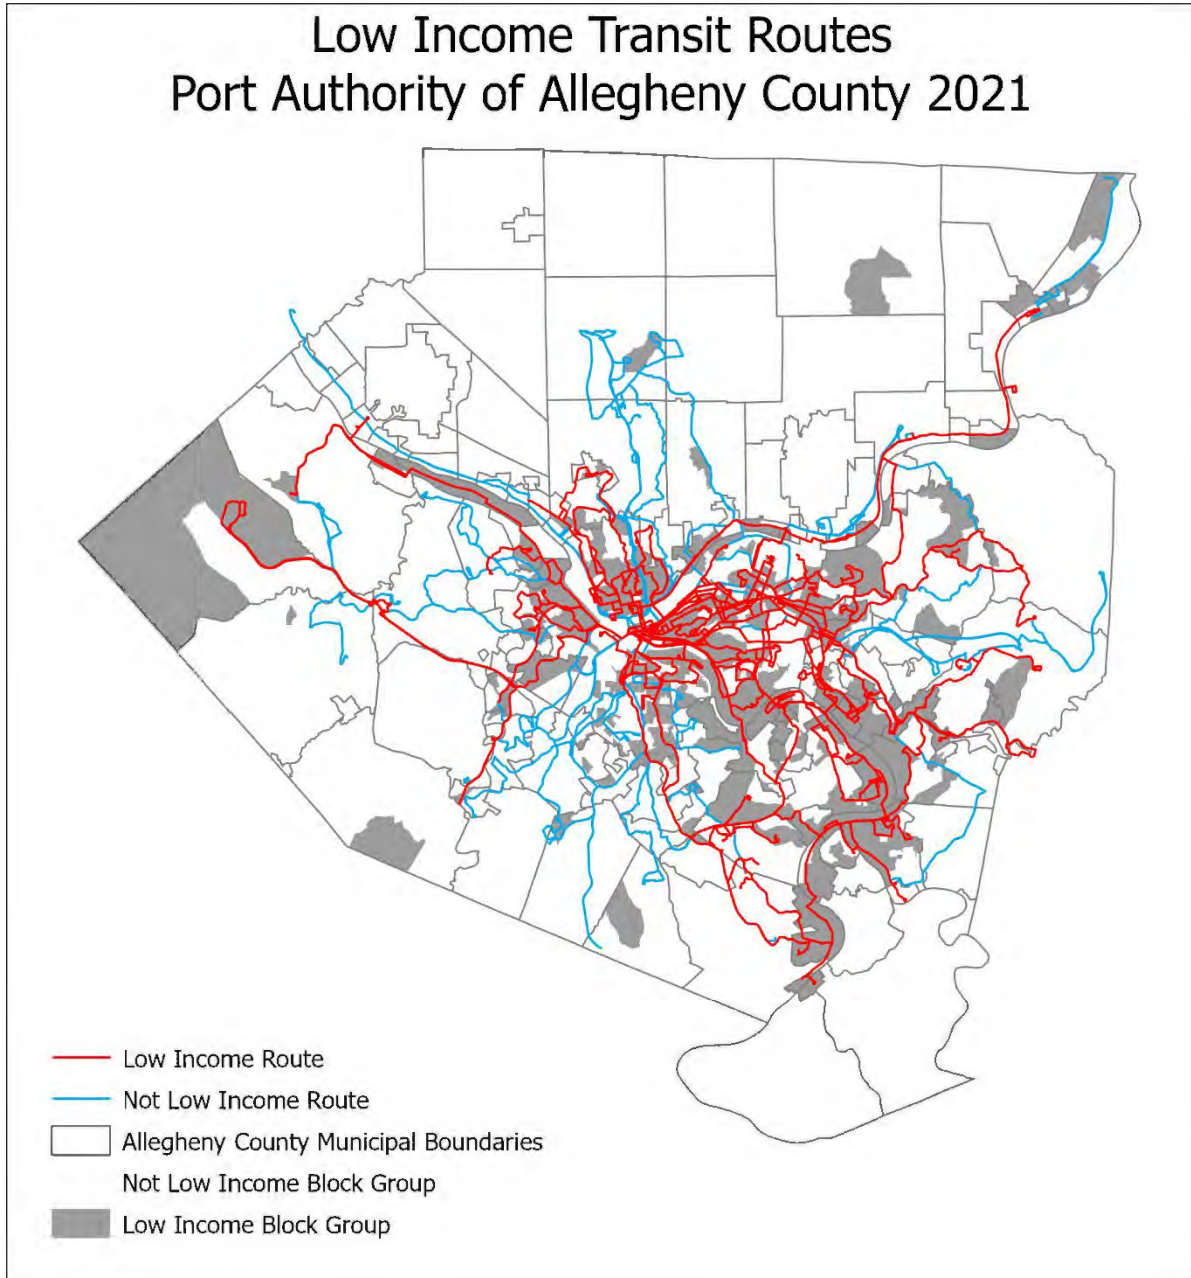 Low Income Transit Routes
Port Authority of Allegheny County 2021
Low Income Route
Not Low Income Route
Allegheny County Municipal Boundaries
Not Low Income Block Group
Low Income Block Group